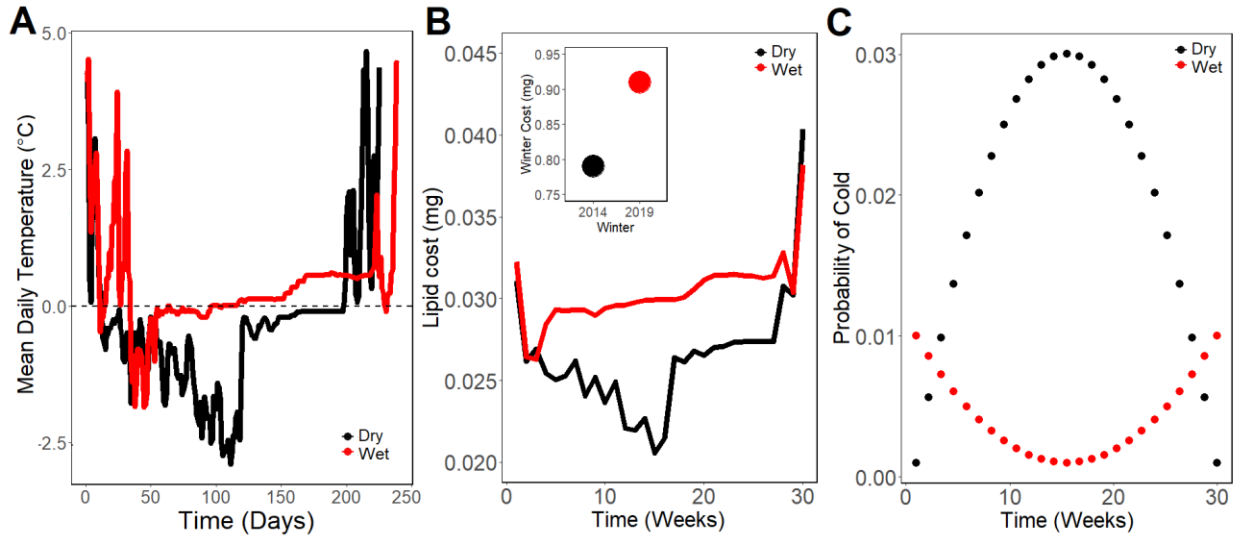 A
Mean Daily Temperature (°C)
5.0
2.5
0.0
-2.5
0
50
100
150
200
250
Time (Days)
Dry
Wet
B
Lipid cost (mg)
0.045
0.040
0.035
0.030
0.025
0.020
0
10
20
30
Time (Weeks)
Dry
Wet
Winter Cost (mg)
0.95
0.90
0.85
0.80
0.75
2014
2019
Winter
C
Probability of Cold
0.03
0.02
0.01
0.00
0
10
20
30
Time (Weeks)
Dry
Wet